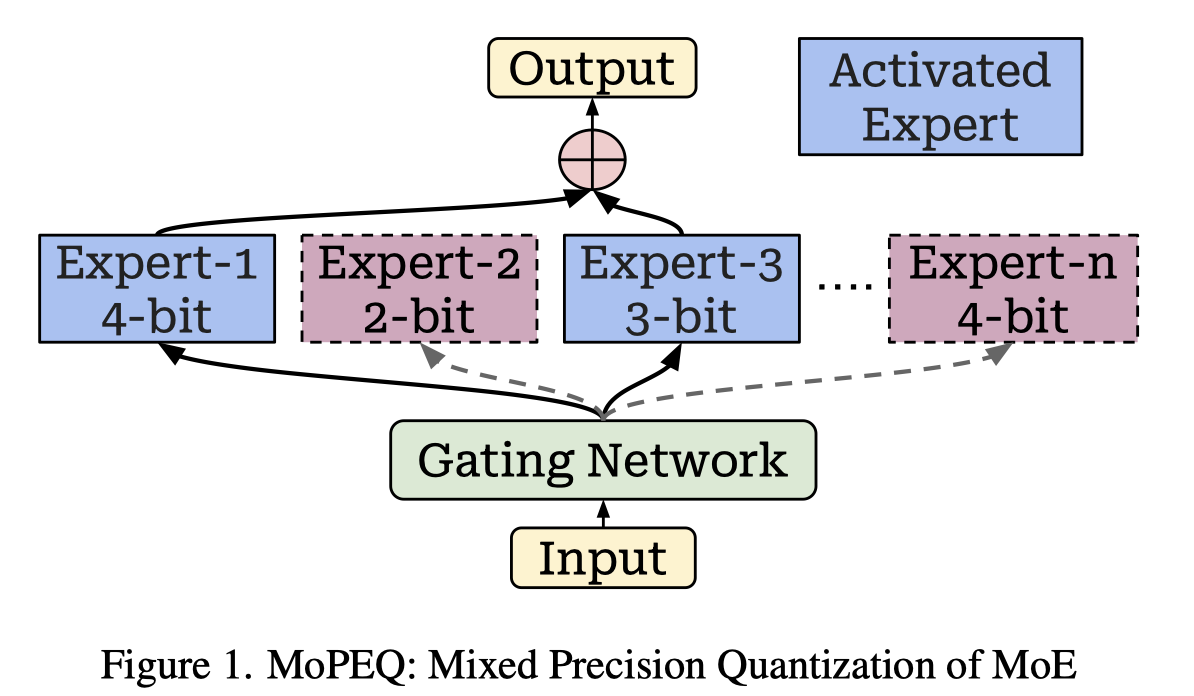 Output
Activated
Expert
Expert-1
4-bit
Expert-2
2-bit
Expert-3
3-bit
....
Expert-n
4-bit
Gating Network
Input
Figure 1. MoPEQ: Mixed Precision Quantization of MoE